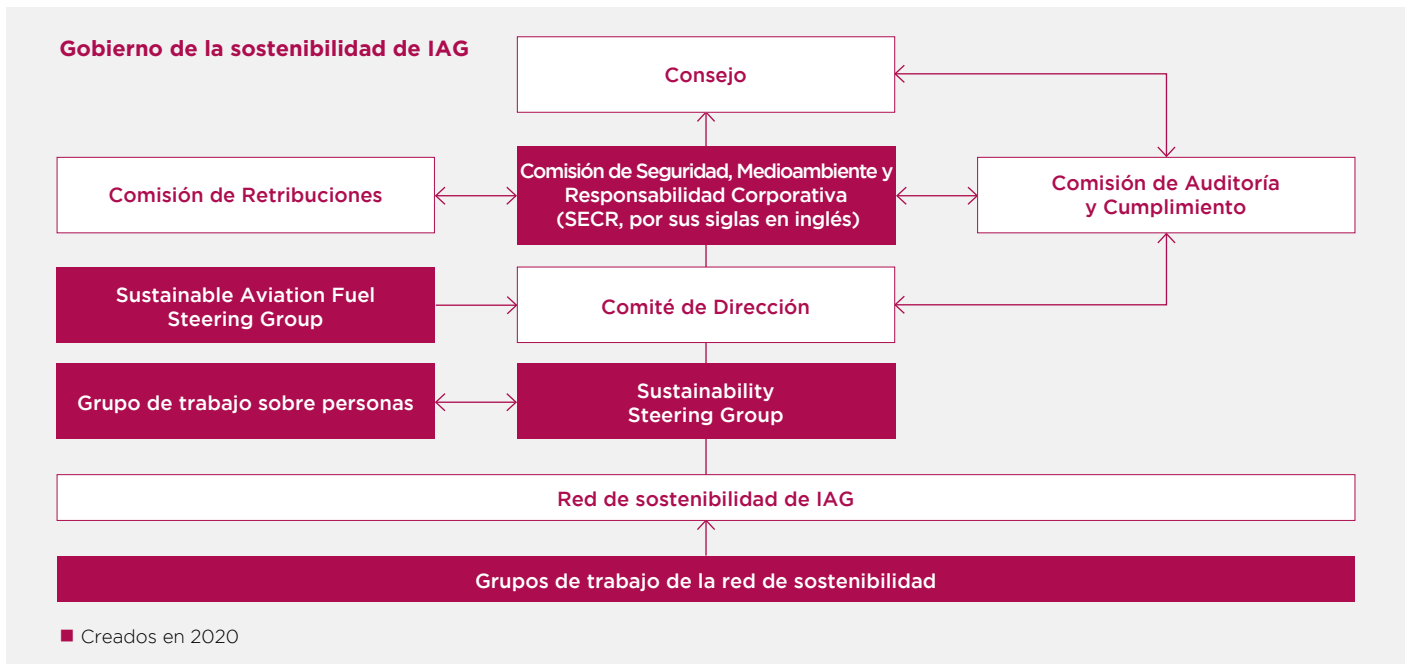 Gobierno de la sostenibilidad de IAG
Consejo
Comisión de Retribuciones
Comisión de Seguridad, Medioambiente y
Responsabilidad Corporativa
(SECR, por sus siglas en inglés)
Comisión de Auditoría
y Cumplimiento
Sustainable Aviation Fuel
Steering Group
Comité de Dirección
Grupo de trabajo sobre personas
Sustainability
Steering Group
Red de sostenibilidad de IAG
Grupos de trabajo de la red de sostenibilidad
Creados en 2020